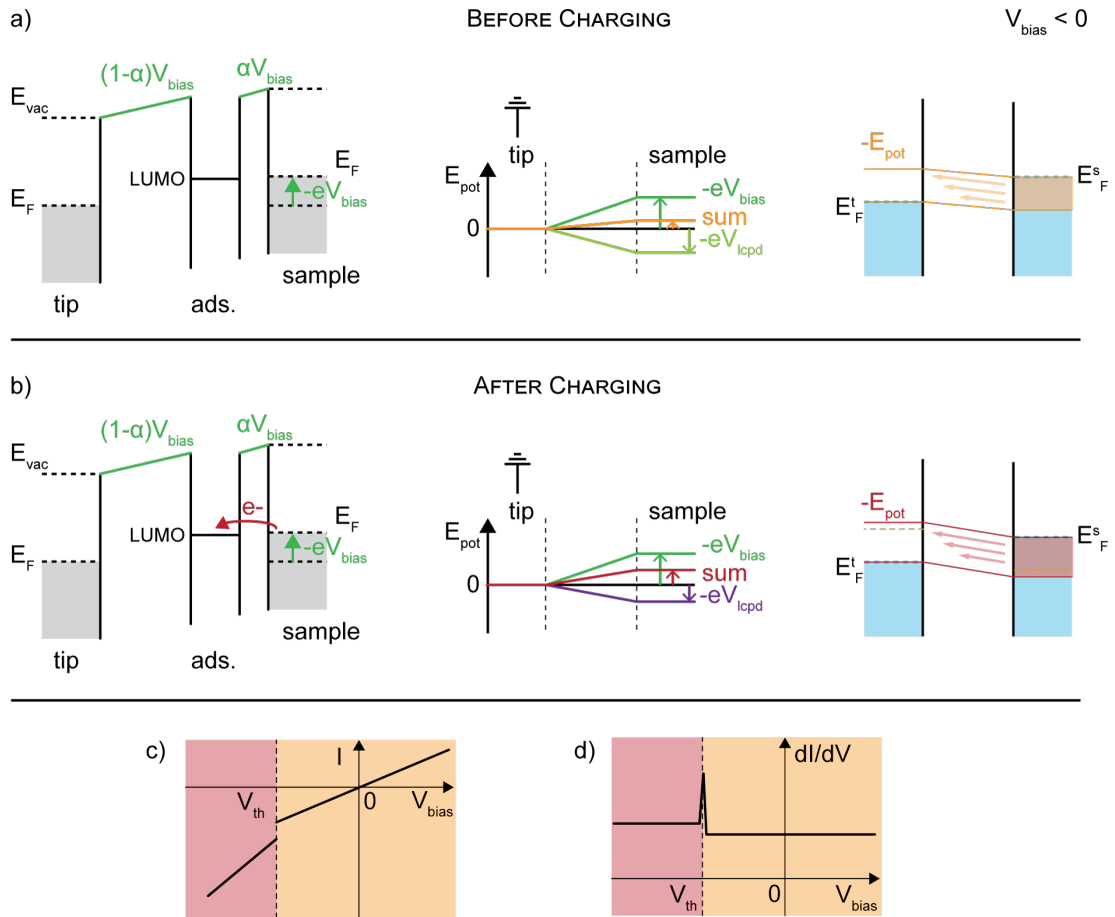 a)
BEFORE CHARGING
V_bias < 0
(1-α)V_bias
αV_bias
E_vac
LUMO
E_F
E_F
-eV_bias
sample
tip
ads.
tip
sample
E_pot
0
-eV_bias
sum
-eV_lcpd
-E_pot
E^s_F
E^t_F
b)
AFTER CHARGING
(1-α)V_bias
αV_bias
E_vac
e-
LUMO
E_F
E_F
-eV_bias
sample
tip
ads.
tip
sample
E_pot
0
-eV_bias
sum
-eV_lcpd
-E_pot
E^s_F
E^t_F
c)
I
V_th
0
V_bias
d)
dI/dV
V_th
0
V_bias